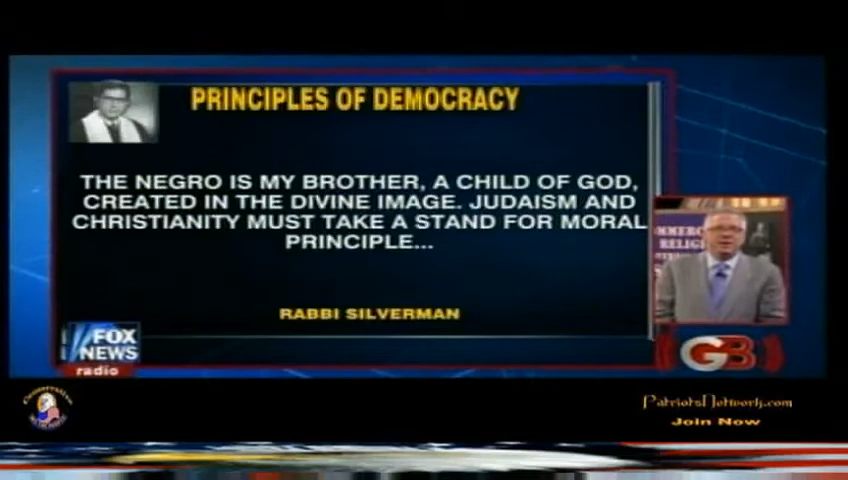 PRINCIPLES OF DEMOCRACY
THE NEGRO IS MY BROTHER, A CHILD OF GOD,
CREATED IN THE DIVINE IMAGE. JUDAISM AND
CHRISTIANITY MUST TAKE A STAND FOR MORAL
PRINCIPLE...
RABBI SILVERMAN
FOX
NEWS
radio
GB
PatriotsNetwork.com
Join Now
Conservative